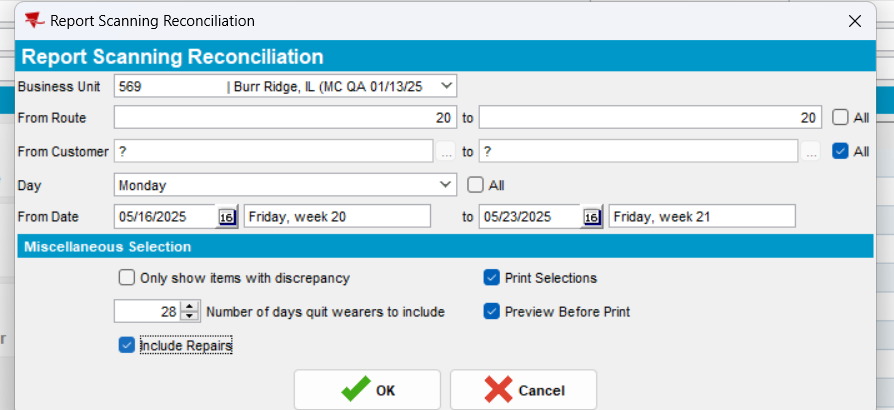 Report Scanning Reconciliation
Report Scanning Reconciliation
Business Unit 569 | Burr Ridge, IL (MC QA 01/13/25
From Route 20 to 20 All
From Customer ? ... to ? ... All
Day Monday All
From Date 05/16/2025 16 Friday, week 20 to 05/23/2025 16 Friday, week 21
Miscellaneous Selection
Only show items with discrepancy Print Selections
28 Number of days quit wearers to include Preview Before Print
Include Repairs
OK Cancel
r